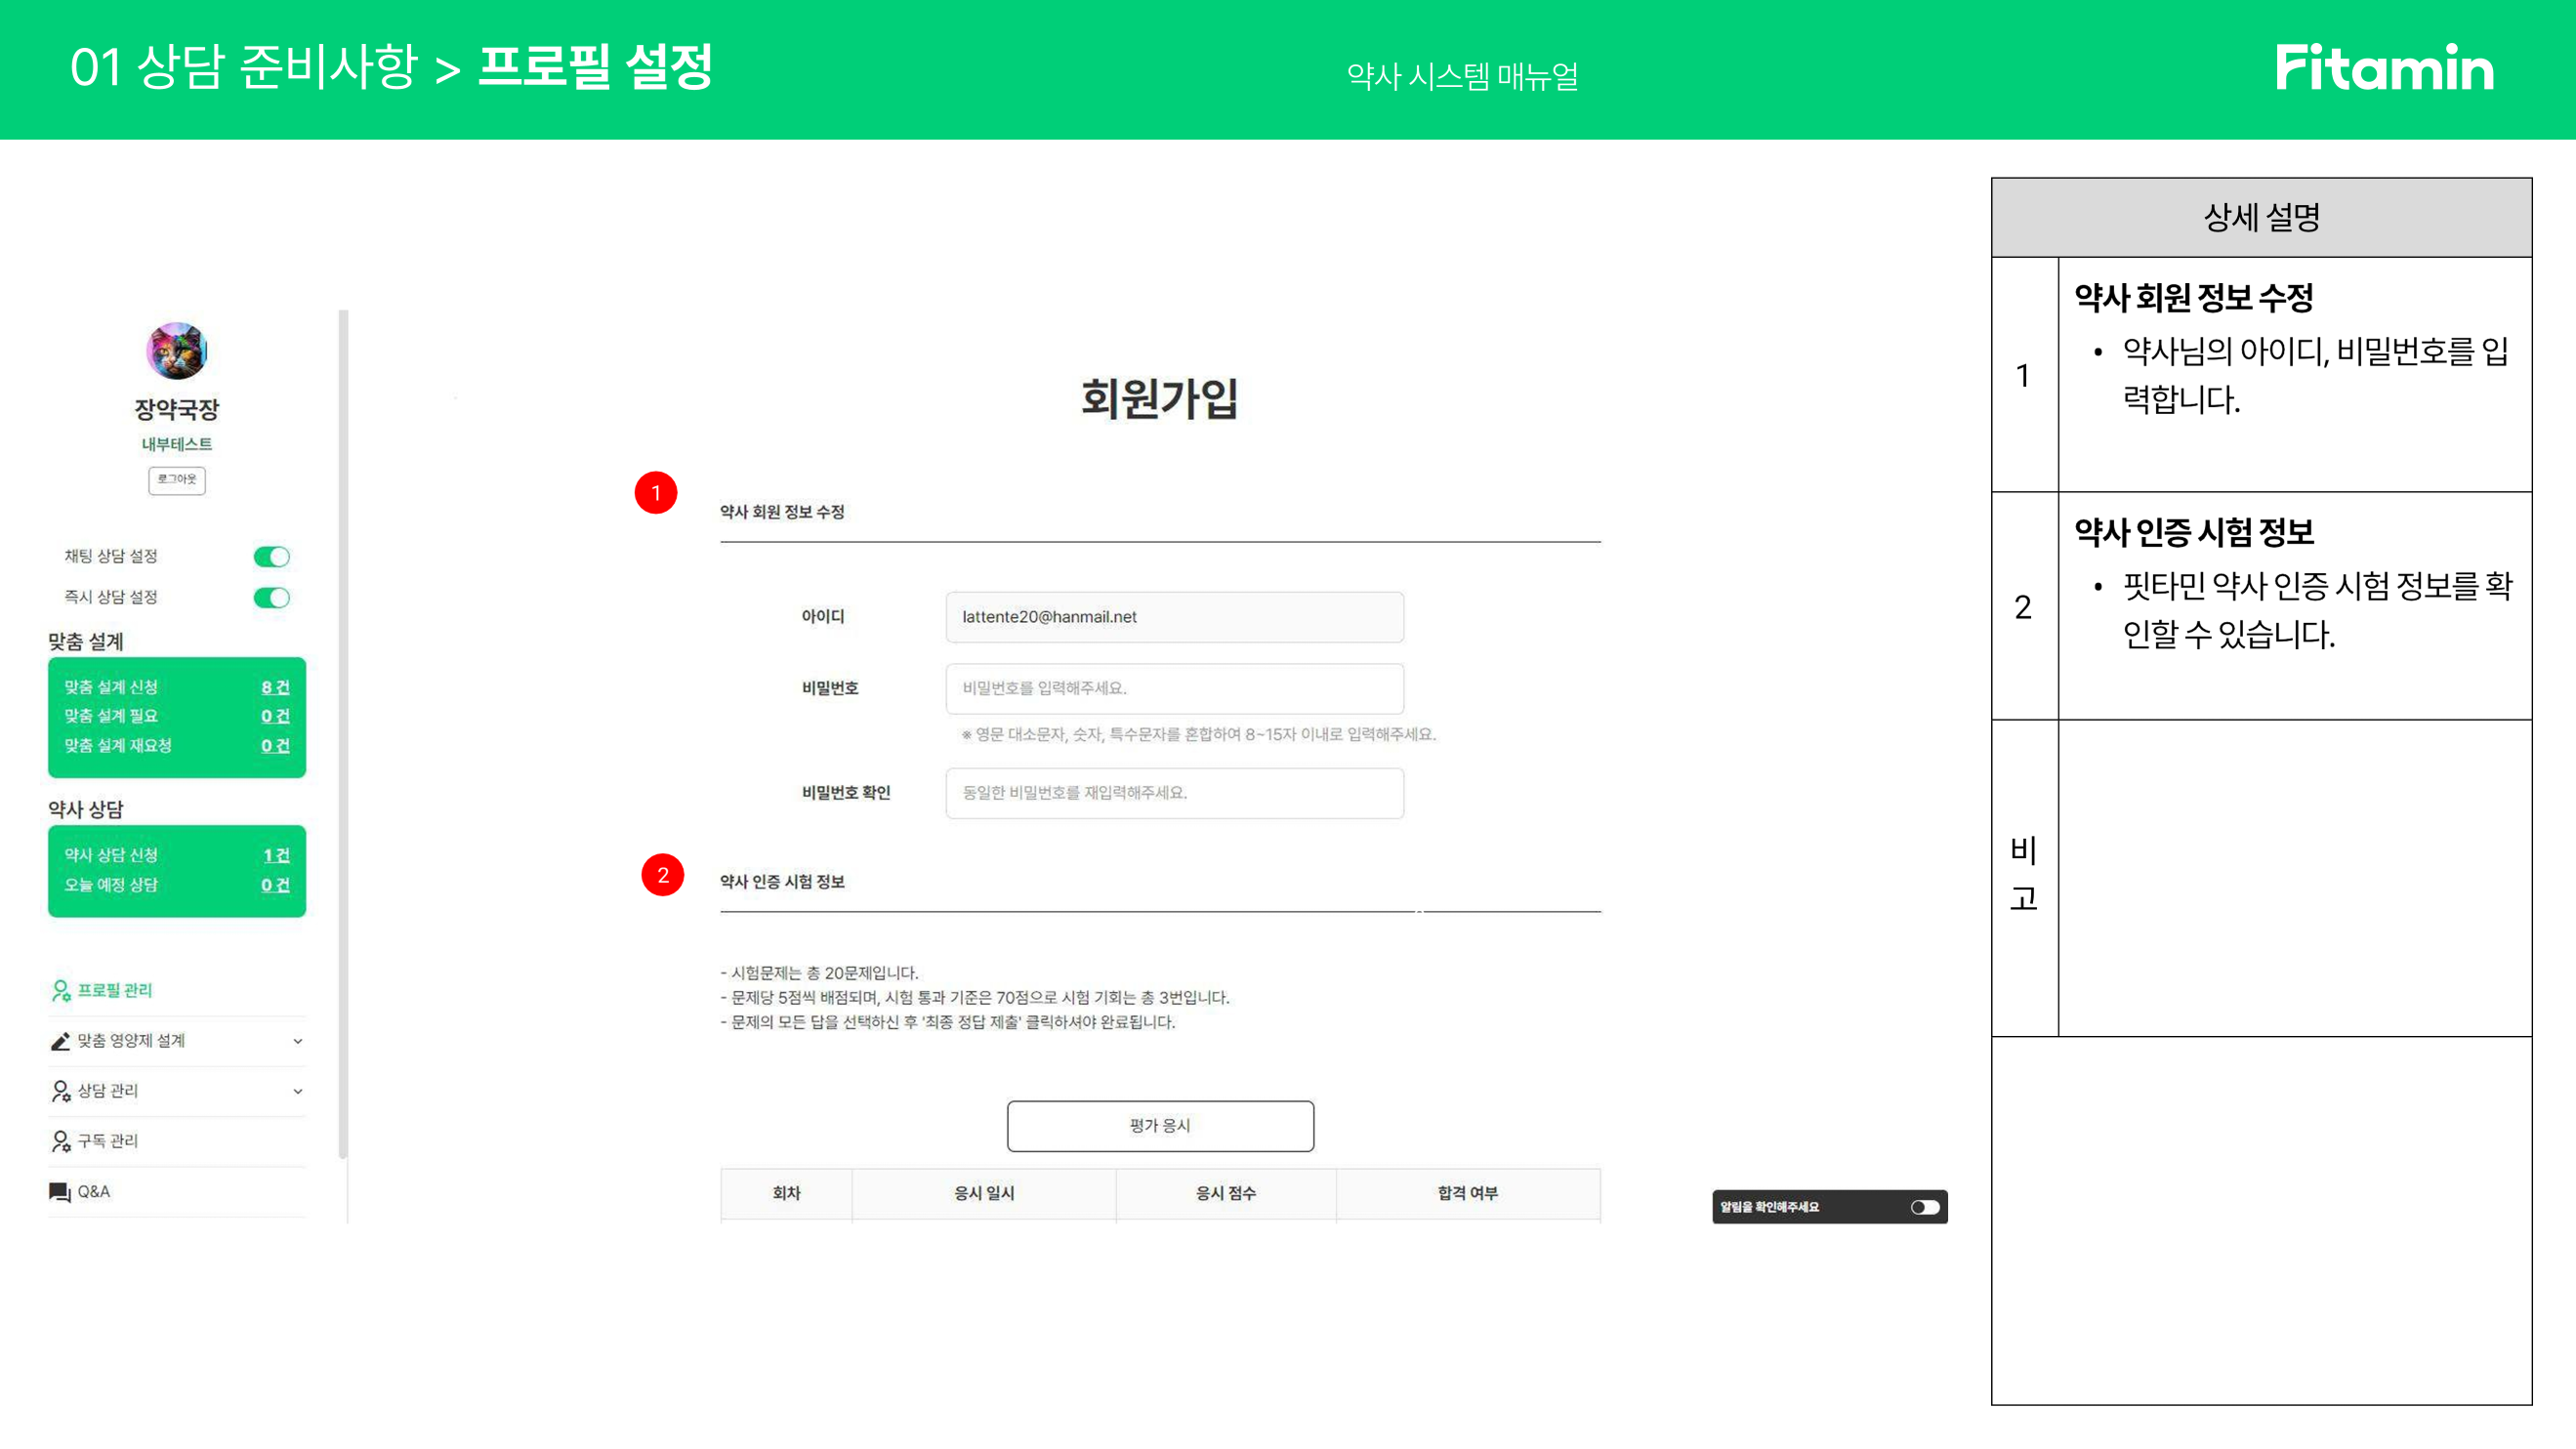 01 상담 준비사항 > 프로필 설정
약사 시스템 매뉴얼
Fitamin
장약국장
내부테스트
로그아웃
채팅 상담 설정
즉시 상담 설정
맞춤 설계
맞춤 설계 신청 8 건
맞춤 설계 필요 0 건
맞춤 설계 재요청 0 건
약사 상담
약사 상담 신청 1 건
오늘 예정 상담 0 건
프로필 관리
맞춤 영양제 설계
상담 관리
구독 관리
Q&A
회원가입
1
약사 회원 정보 수정
아이디 lattente20@hanmail.net
비밀번호 비밀번호를 입력해주세요.
※ 영문 대소문자, 숫자, 특수문자를 혼합하여 8~15자 이내로 입력해주세요.
비밀번호 확인 동일한 비밀번호를 재입력해주세요.
2
약사 인증 시험 정보
- 시험문제는 총 20문제입니다.
- 문제당 5점씩 배점되며, 시험 통과 기준은 70점으로 시험 기회는 총 3번입니다.
- 문제의 모든 답을 선택하신 후 '최종 정답 제출' 클릭하셔야 완료됩니다.
평가 응시
회차 응시 일시 응시 점수 합격 여부
알림을 확인해주세요
상세 설명
1
약사 회원 정보 수정
• 약사님의 아이디, 비밀번호를 입
력합니다.
2
약사 인증 시험 정보
• 핏타민 약사 인증 시험 정보를 확
인할 수 있습니다.
비
고